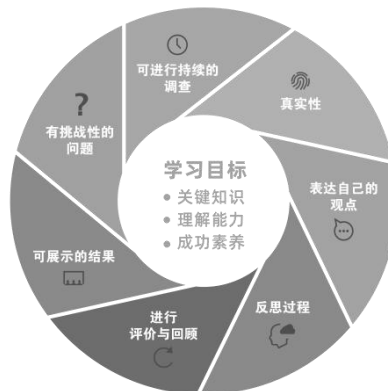 可进行持续的
调查
真实性
表达自己的
观点
反思过程
进行
评价与回顾
可展示的结果
有挑战性的
问题
学习目标
• 关键知识
• 理解能力
• 成功素养